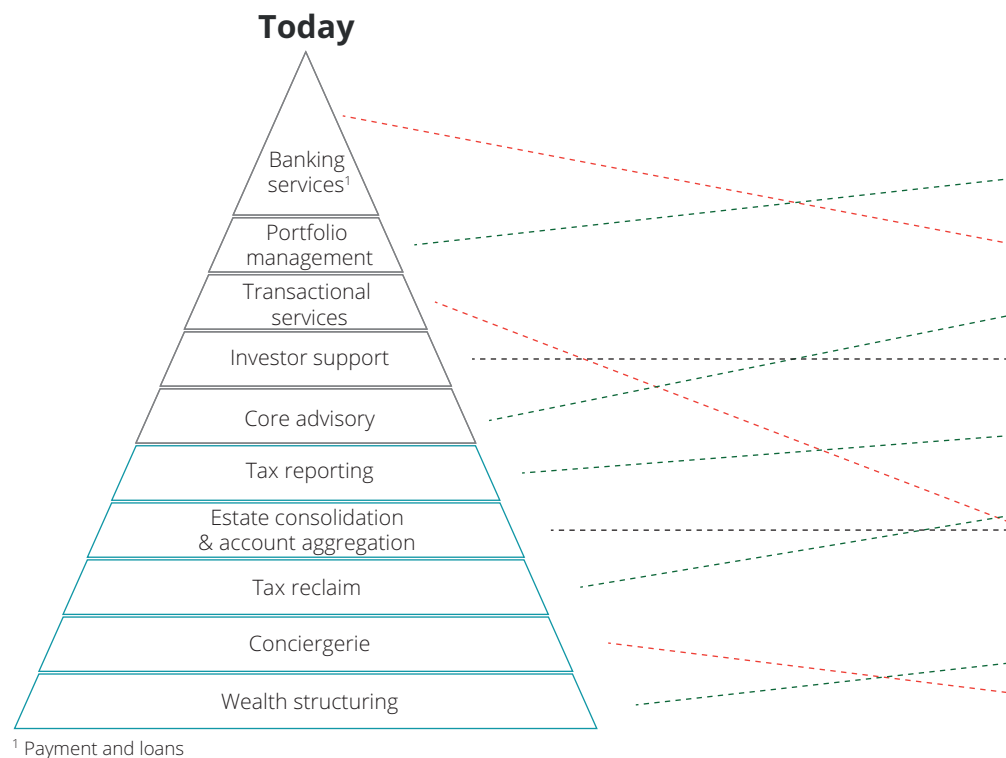 Today
Banking
services¹
Portfolio
management
Transactional
services
Investor support
Core advisory
Tax reporting
Estate consolidation
& account aggregation
Tax reclaim
Conciergerie
Wealth structuring
¹ Payment and loans